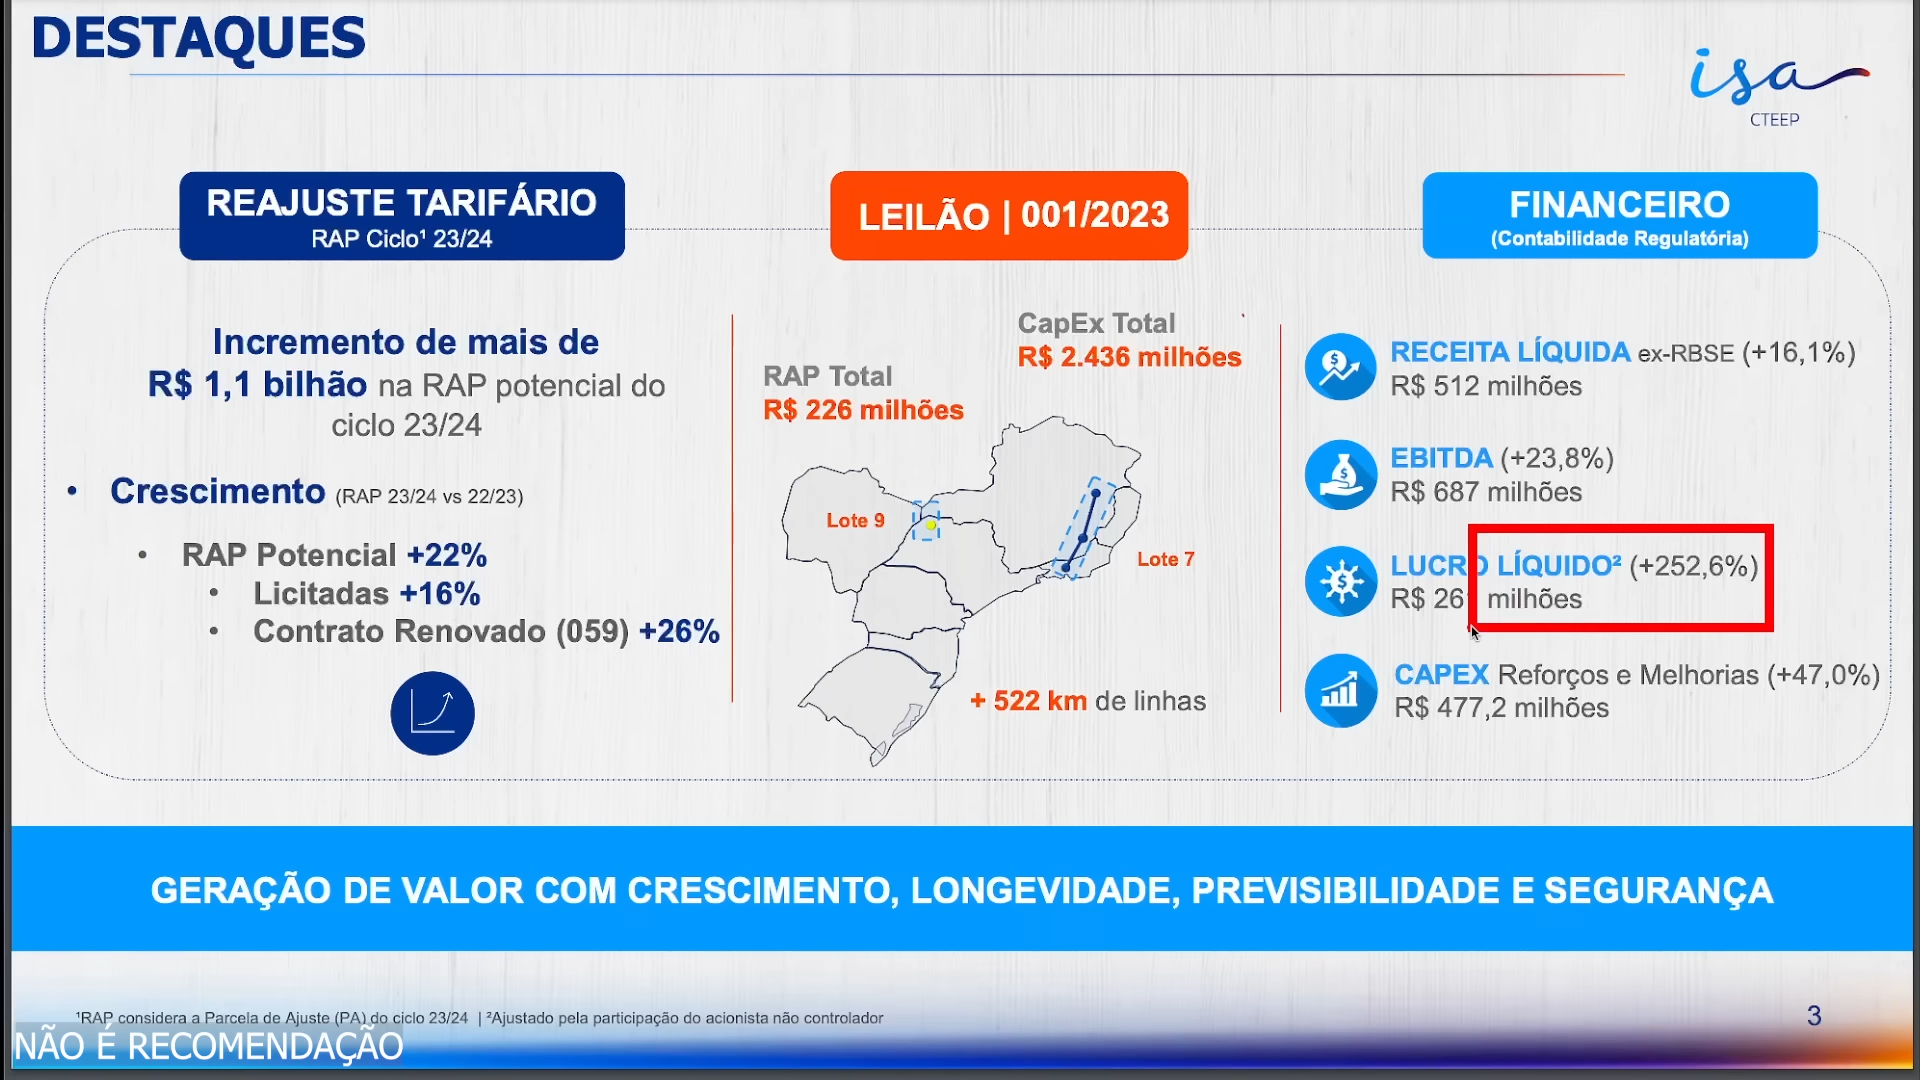 DESTAQUES
isa
CTEEP
REAJUSTE TARIFÁRIO
RAP Ciclo¹ 23/24
Incremento de mais de
R$ 1,1 bilhão na RAP potencial do
ciclo 23/24
• Crescimento (RAP 23/24 vs 22/23)
• RAP Potencial +22%
• Licitadas +16%
• Contrato Renovado (059) +26%
LEILÃO | 001/2023
CapEx Total
R$ 2.436 milhões
RAP Total
R$ 226 milhões
Lote 9
Lote 7
+ 522 km de linhas
FINANCEIRO
(Contabilidade Regulatória)
RECEITA LÍQUIDA ex-RBSE (+16,1%)
R$ 512 milhões
EBITDA (+23,8%)
R$ 687 milhões
LUCRO LÍQUIDO² (+252,6%)
R$ milhões
CAPEX Reforços e Melhorias (+47,0%)
R$ 477,2 milhões
GERAÇÃO DE VALOR COM CRESCIMENTO, LONGEVIDADE, PREVISIBILIDADE E SEGURANÇA
¹RAP considera a Parcela de Ajuste (PA) do ciclo 23/24 | ²Ajustado pela participação do acionista não controlador
3
NÃO É RECOMENDAÇÃO